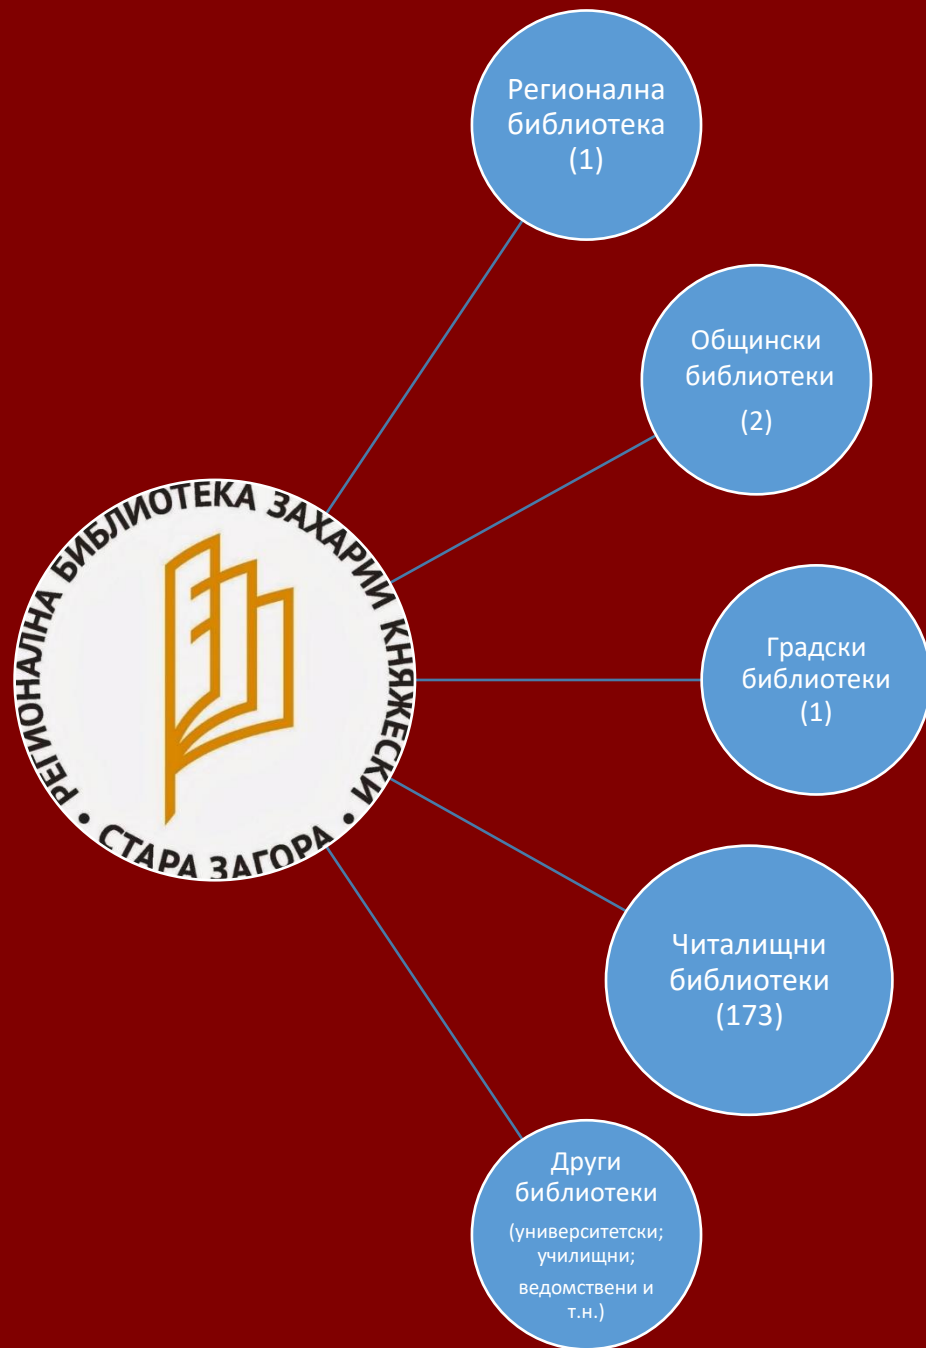 Регионална
библиотека
(1)
Общински
библиотеки
(2)
РЕГИОНАЛНА БИБЛИОТЕКА ЗАХАРИЙ КНЯЖЕСКИ
• СТАРА ЗАГОРА •
Градски
библиотеки
(1)
Читалищни
библиотеки
(173)
Други
библиотеки
(университетски;
училищни;
ведомствени и
т.н.)